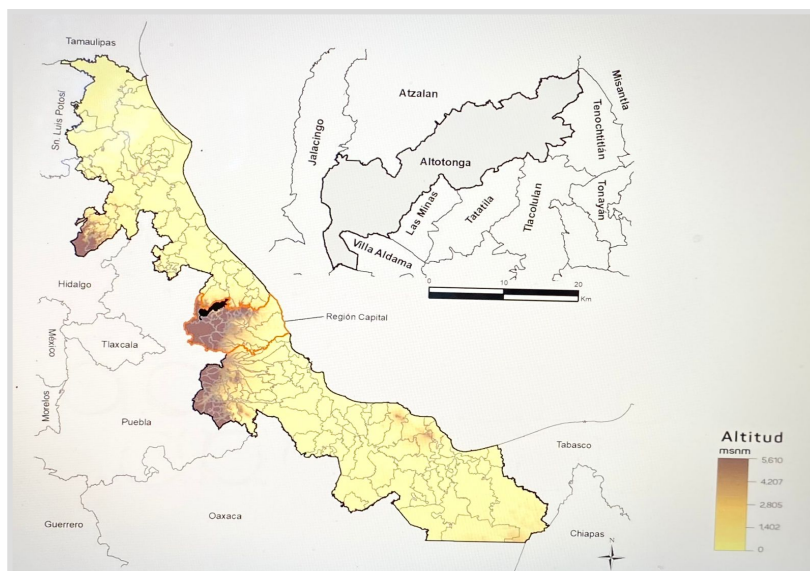 Tamaulipas
Sn. Luis Potosí
Hidalgo
México
Tlaxcala
Morelos
Puebla
Guerrero
Oaxaca
Región Capital
Tabasco
Chiapas
N
Atzalan
Misantla
Tenochtitlán
Jalacingo
Altotonga
Las Minas
Tatatila
Tlacolulan
Tonayán
Villa Aldama
0 10 20
Km
Altitud
msnm
5,610
4,207
2,805
1,402
0